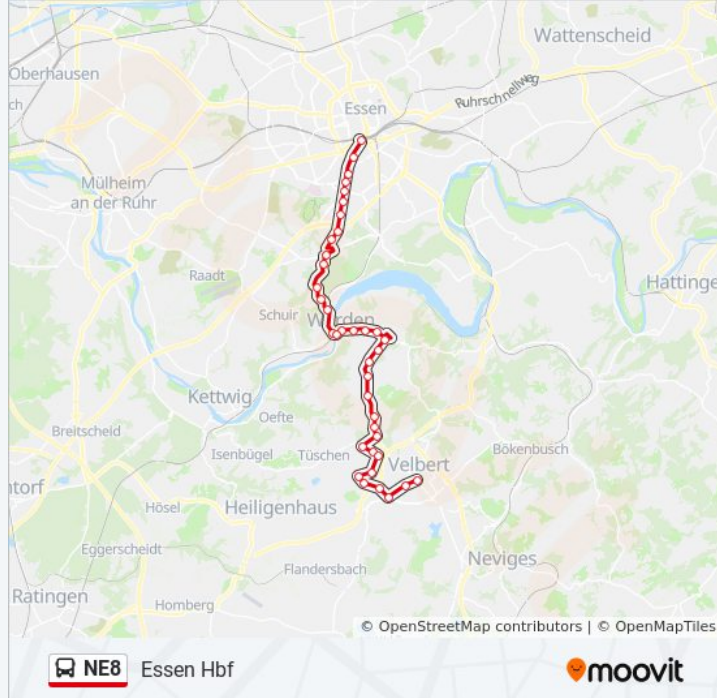 Wattenscheid
Oberhausen
Ruhrschnellweg
Essen
Mülheim
an der Ruhr
Raadt
Hattinge
Schuir
Werden
Kettwig
Oefte
Breitscheid
Bökenbusch
Isenbügel
Tüschen
Velbert
ntorf
Hösel
Heiligenhaus
Eggerscheidt
Neviges
Flandersbach
Ratingen
Homberg
© OpenStreetMap contributors | © OpenMapTiles
NE8 Essen Hbf
moovit